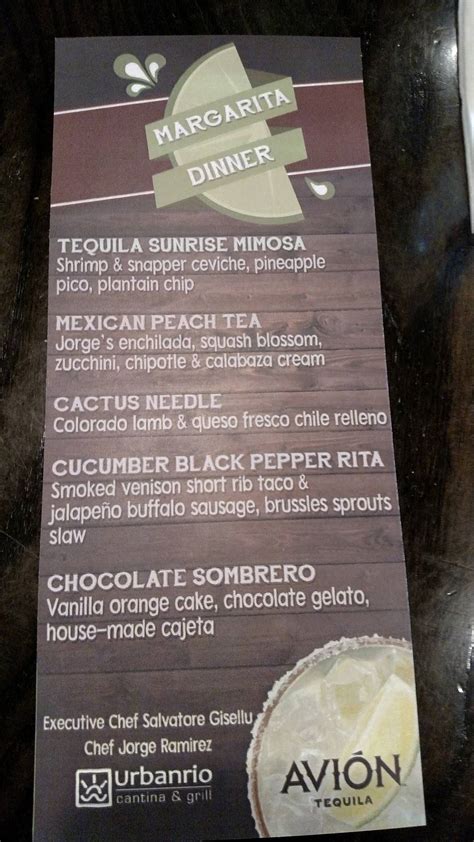 MARGARITA
DINNER
TEQUILA SUNRISE MIMOSA
Shrimp & snapper ceviche, pineapple
pico, plantain chip
MEXICAN PEACH TEA
Jorge's enchilada, squash blossom,
zucchini, chipotle & calabaza cream
CACTUS NEEDLE
Colorado lamb & queso fresco chile relleno
CUCUMBER BLACK PEPPER RITA
Smoked venison short rib taco &
jalapeño buffalo sausage, brussles sprouts
slaw
CHOCOLATE SOMBRERO
Vanilla orange cake, chocolate gelato,
house-made cajeta
Executive Chef Salvatore Gisellu
Chef Jorge Ramirez
Urbanrio
cantina & grill
AVIÓN
TEQUILA